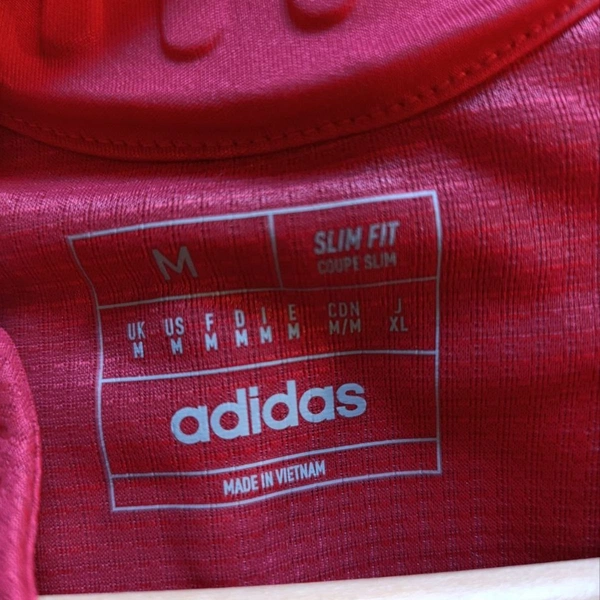 M
SLIM FIT
COUPE SLIM
UK US F D I E CDN J
M M M M M M M/M XL
adidas
MADE IN VIETNAM